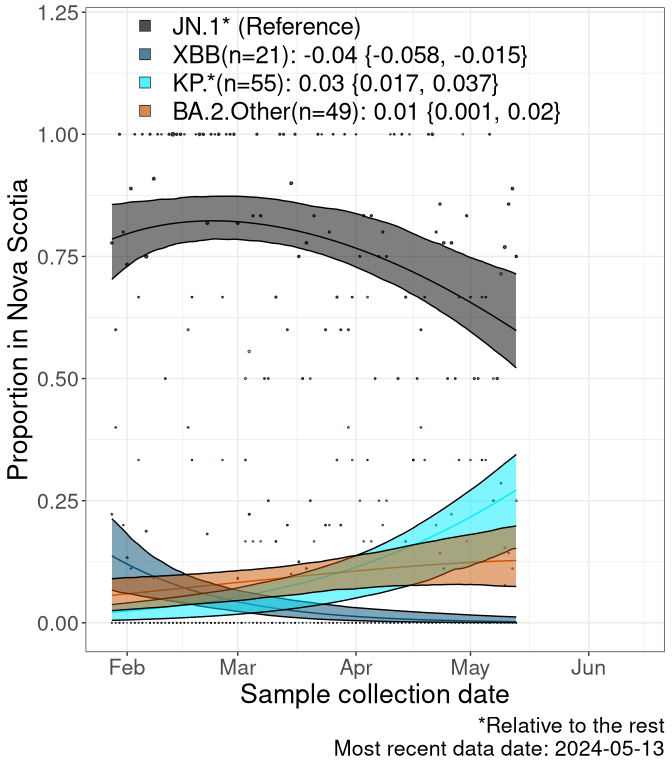 1.25
JN.1* (Reference)
XBB(n=21): -0.04 {-0.058, -0.015}
KP.*(n=55): 0.03 {0.017, 0.037}
BA.2.Other(n=49): 0.01 {0.001, 0.02}
1.00
0.75
0.50
0.25
0.00
Proportion in Nova Scotia
Feb Mar Apr May Jun
Sample collection date
*Relative to the rest
Most recent data date: 2024-05-13